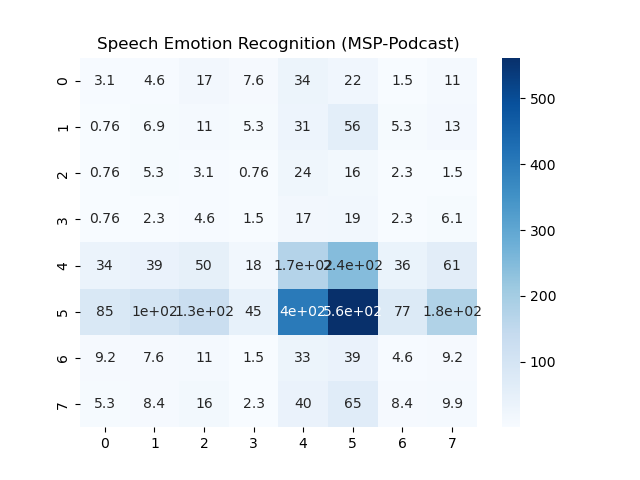 Speech Emotion Recognition (MSP-Podcast)
0 3.1 4.6 17 7.6 34 22 1.5 11
1 0.76 6.9 11 5.3 31 56 5.3 13
2 0.76 5.3 3.1 0.76 24 16 2.3 1.5
3 0.76 2.3 4.6 1.5 17 19 2.3 6.1
4 34 39 50 18 1.7e+02 2.4e+02 36 61
5 85 1e+02 1.3e+02 45 4e+02 5.6e+02 77 1.8e+02
6 9.2 7.6 11 1.5 33 39 4.6 9.2
7 5.3 8.4 16 2.3 40 65 8.4 9.9
0 1 2 3 4 5 6 7
500
400
300
200
100